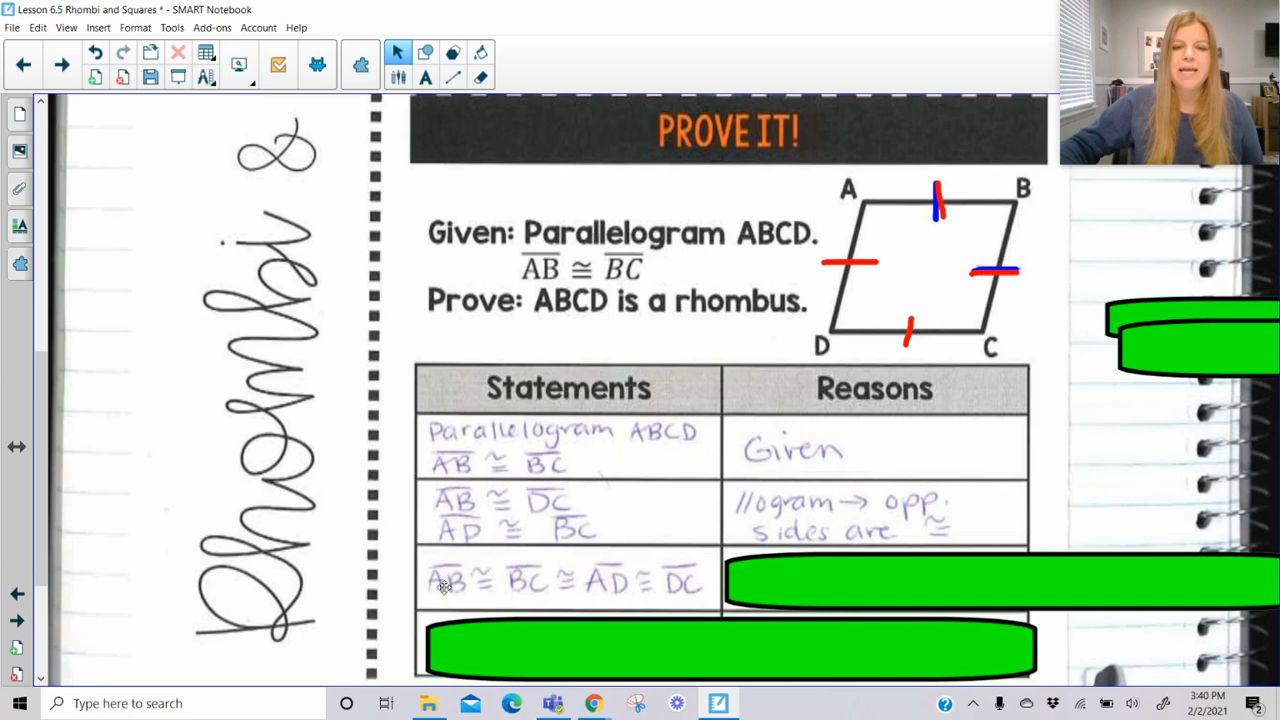 Lesson 6.5 Rhombi and Squares * - SMART Notebook
File Edit View Insert Format Tools Add-ons Account Help
Rhombi &
PROVE IT!
Given: Parallelogram ABCD.
AB ≅ BC
Prove: ABCD is a rhombus.
A B
D C
Statements Reasons
Parallelogram ABCD
AB ≅ BC
Given
AB ≅ DC
AD ≅ BC
//ogram → opp.
sides are ≅
AB ≅ BC ≅ AD ≅ DC
Type here to search
3:40 PM
2/2/2021
2